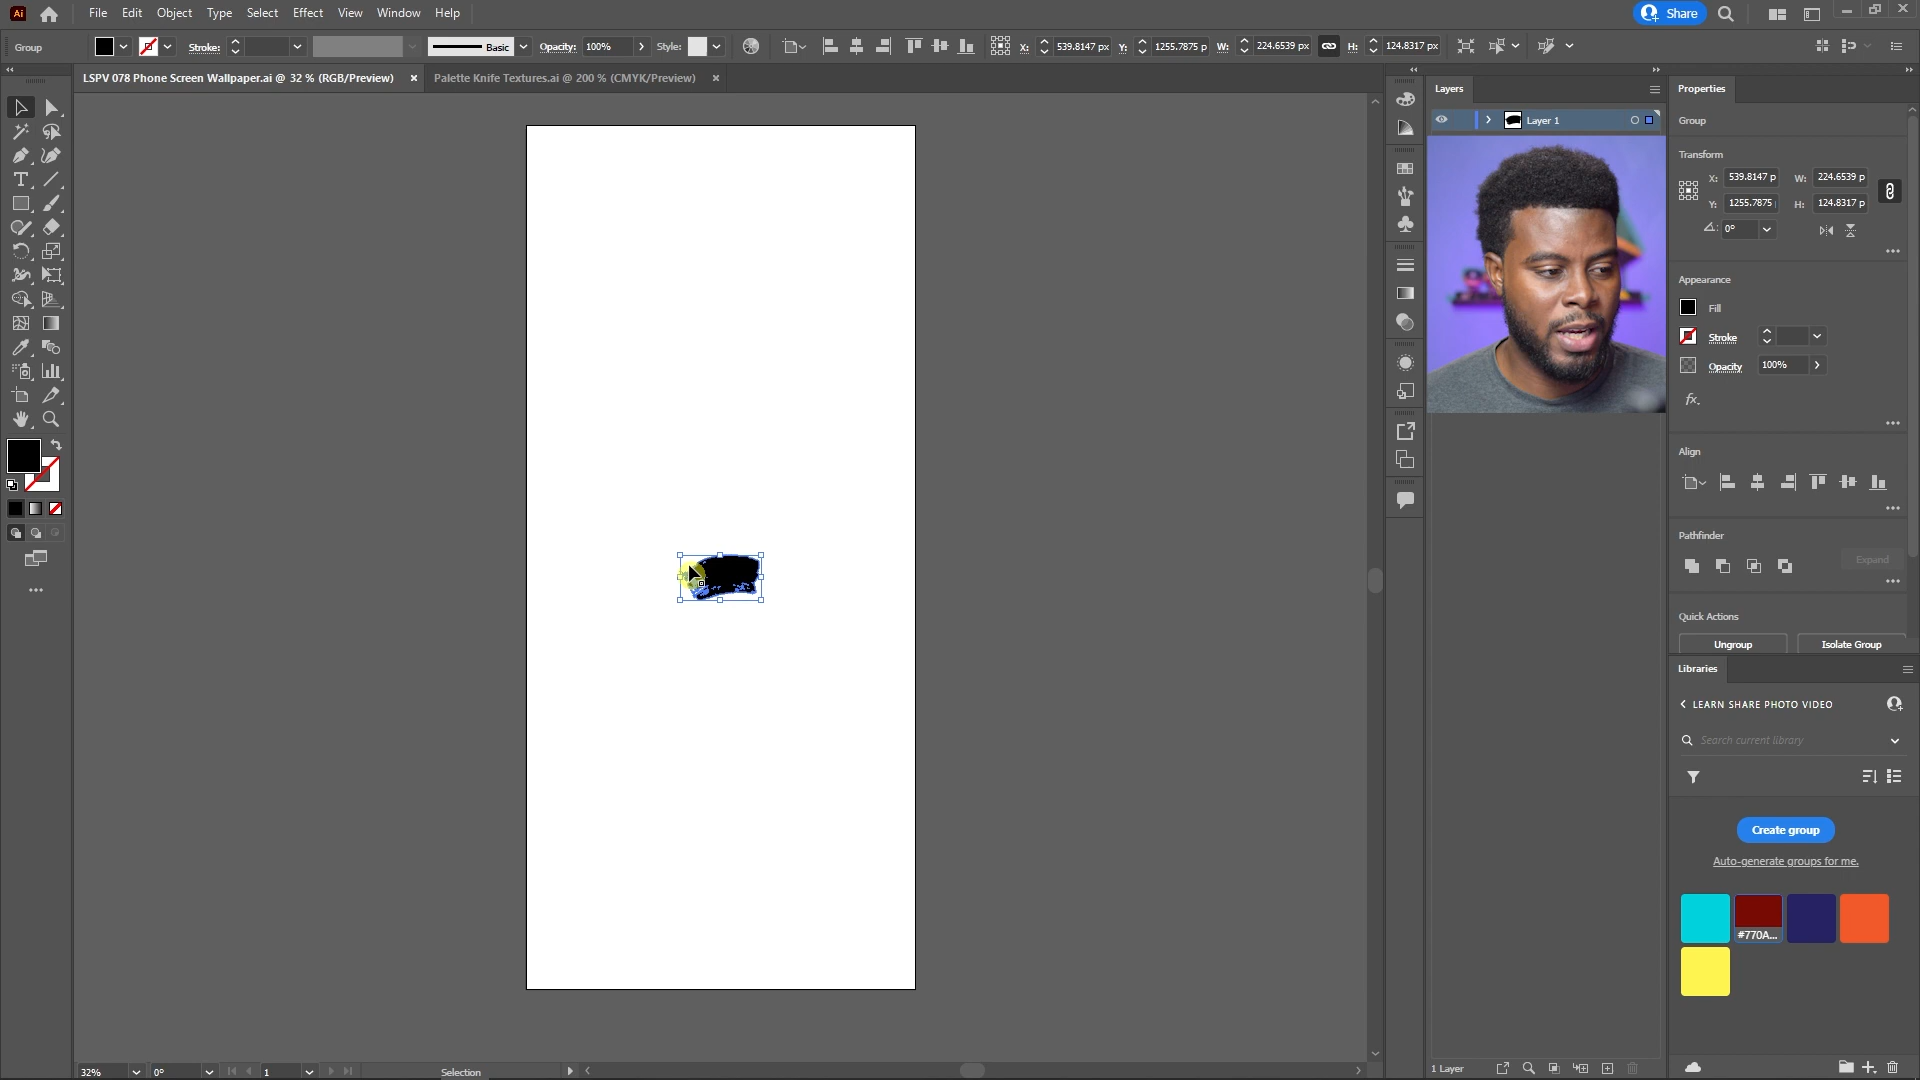 Ai File Edit Object Type Select Effect View Window Help Share
Group Stroke: Basic Opacity: 100% Style: X: 539.8147 px Y: 1255.7875 p W: 224.6539 px H: 124.8317 px
LSPV 078 Phone Screen Wallpaper.ai @ 32 % (RGB/Preview) × Palette Knife Textures.ai @ 200 % (CMYK/Preview) ×
Layers
Layer 1
Properties
Group
Transform
X: 539.8147 p W: 224.6539 p
Y: 1255.7875 H: 124.8317 p
0°
Appearance
Fill
Stroke
Opacity 100%
fx.
Align
Pathfinder
Expand
Quick Actions
Ungroup Isolate Group
Libraries
LEARN SHARE PHOTO VIDEO
Search current library
Create group
Auto-generate groups for me.
#770A...
32% 0° 1 Selection
1 Layer